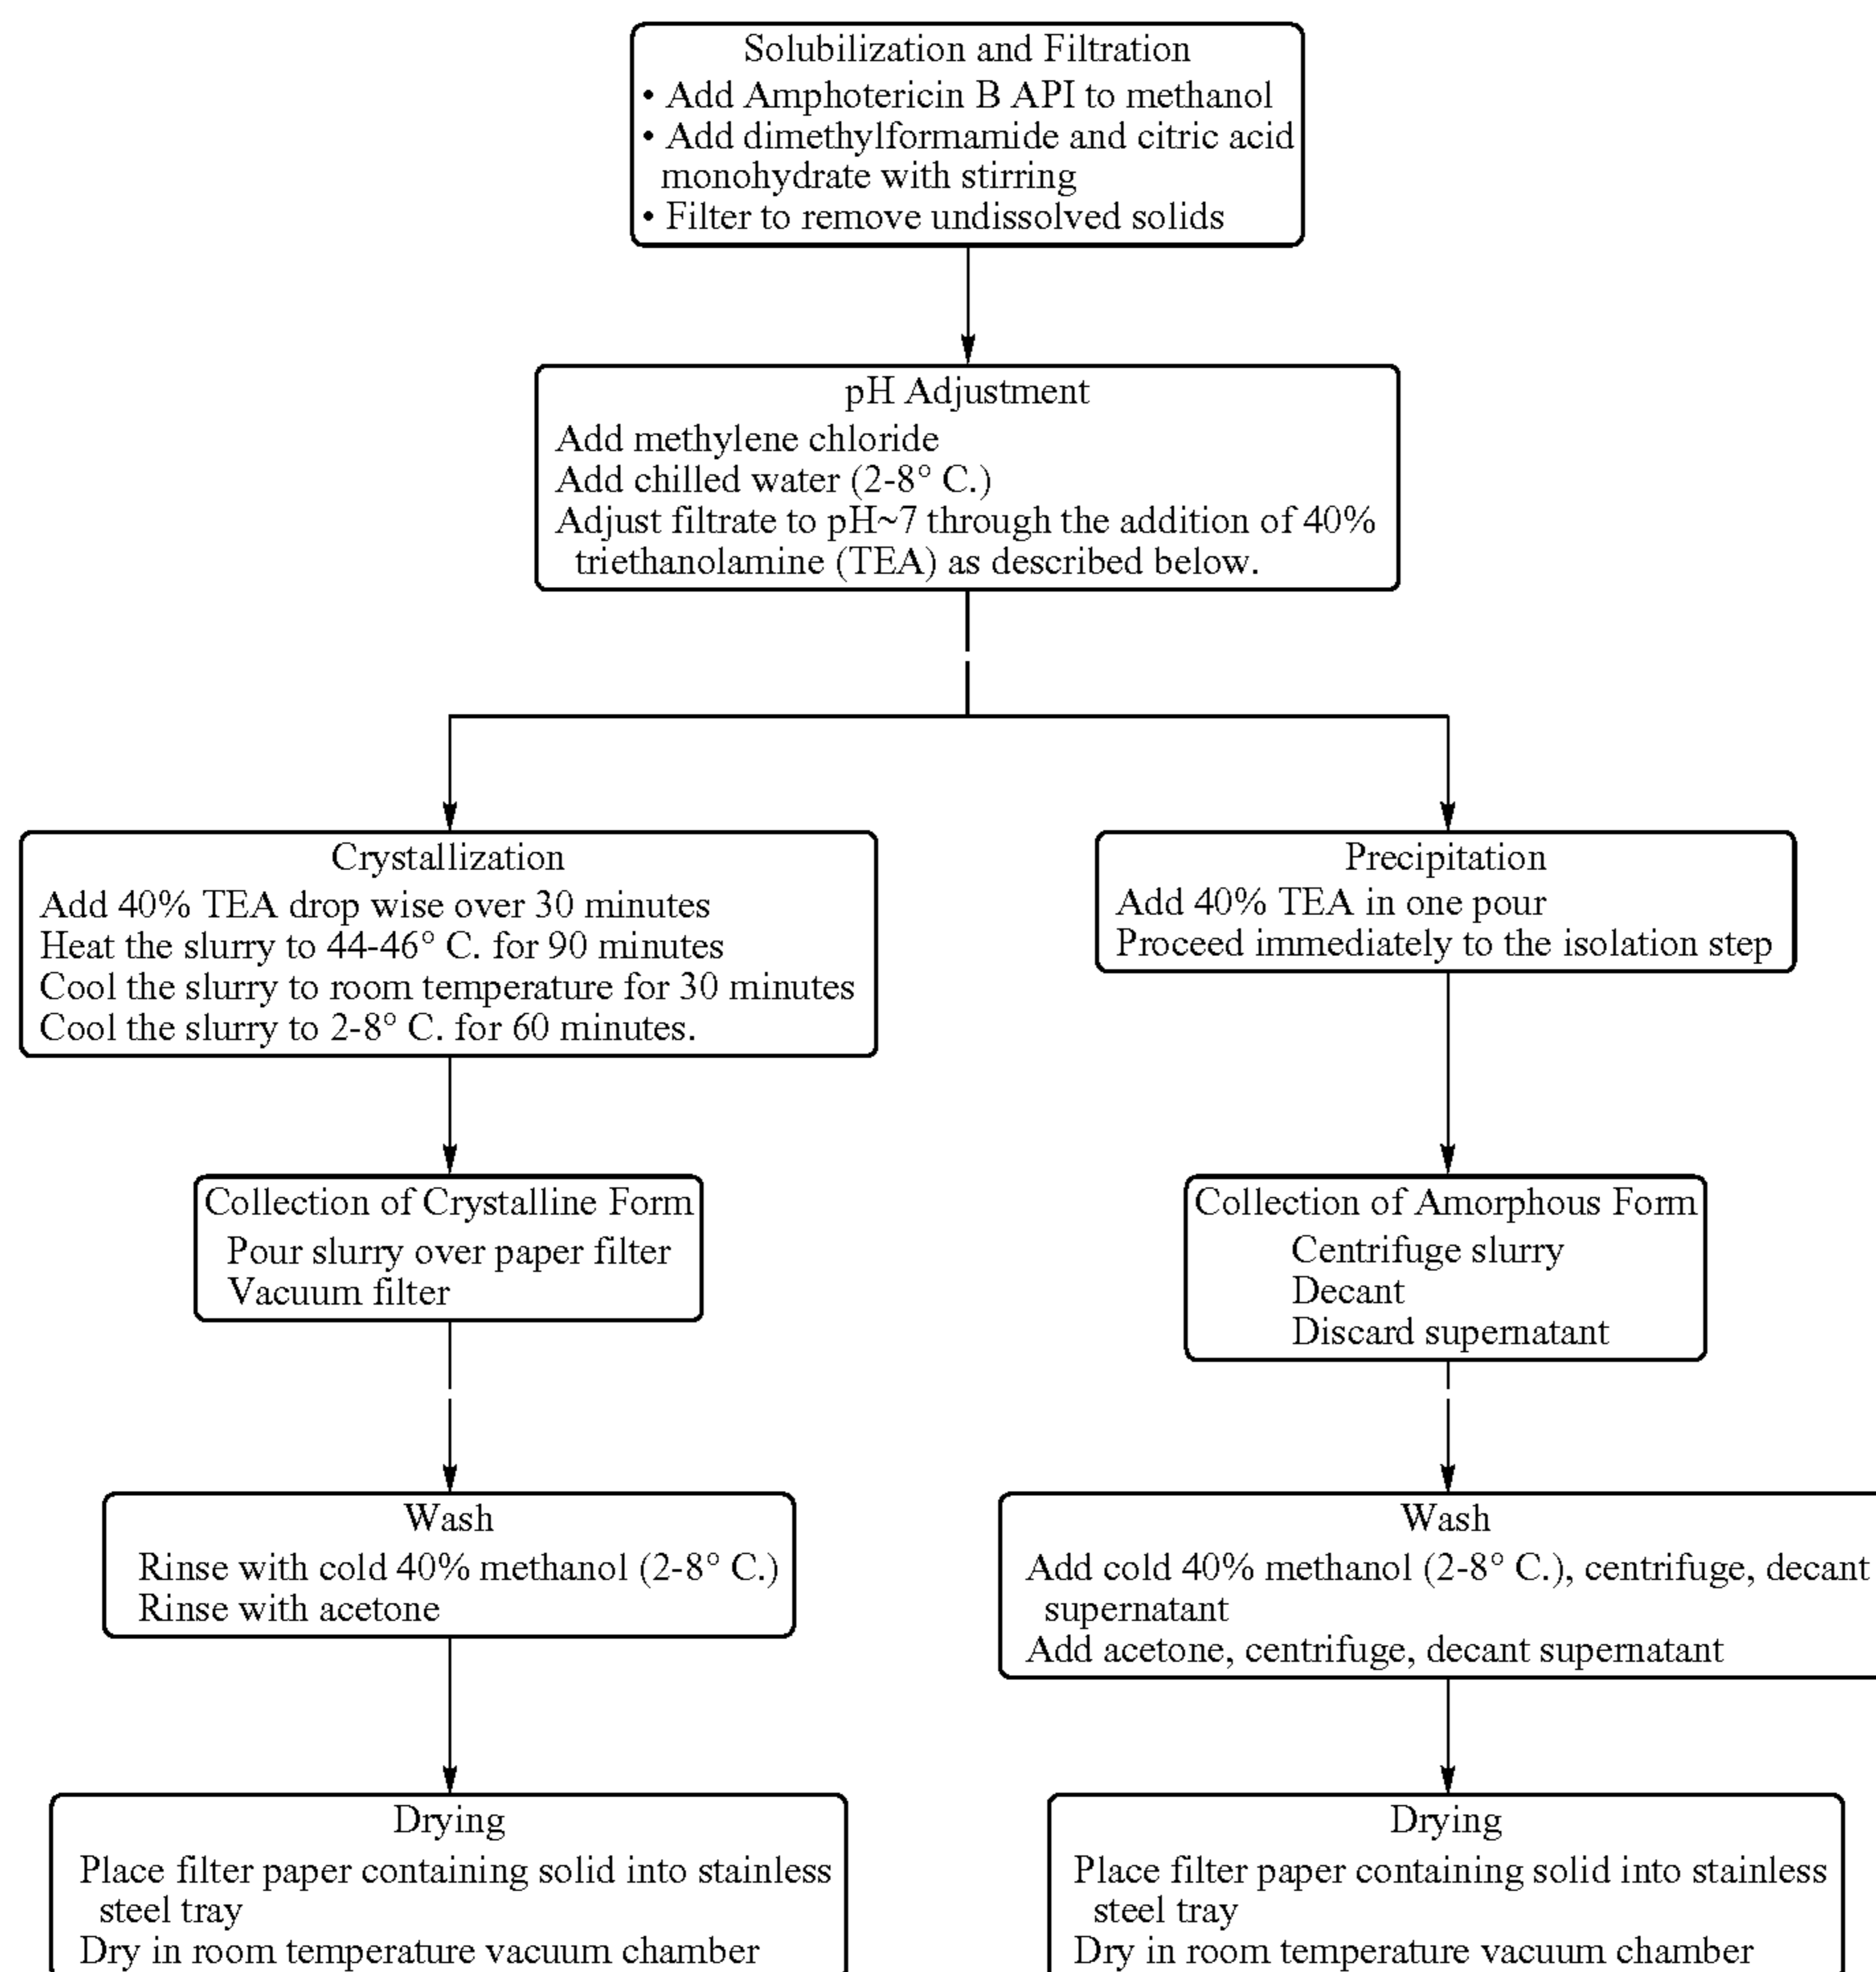 Solubilization and Filtration
• Add Amphotericin B API to methanol
• Add dimethylformamide and citric acid
monohydrate with stirring
• Filter to remove undissolved solids
pH Adjustment
Add methylene chloride
Add chilled water (2-8° C.)
Adjust filtrate to pH~7 through the addition of 40%
triethanolamine (TEA) as described below.
Crystallization
Add 40% TEA drop wise over 30 minutes
Heat the slurry to 44-46° C. for 90 minutes
Cool the slurry to room temperature for 30 minutes
Cool the slurry to 2-8° C. for 60 minutes.
Precipitation
Add 40% TEA in one pour
Proceed immediately to the isolation step
Collection of Crystalline Form
Pour slurry over paper filter
Vacuum filter
Collection of Amorphous Form
Centrifuge slurry
Decant
Discard supernatant
Wash
Rinse with cold 40% methanol (2-8° C.)
Rinse with acetone
Wash
Add cold 40% methanol (2-8° C.), centrifuge, decant
supernatant
Add acetone, centrifuge, decant supernatant
Drying
Place filter paper containing solid into stainless
steel tray
Dry in room temperature vacuum chamber
Drying
Place filter paper containing solid into stainless
steel tray
Dry in room temperature vacuum chamber